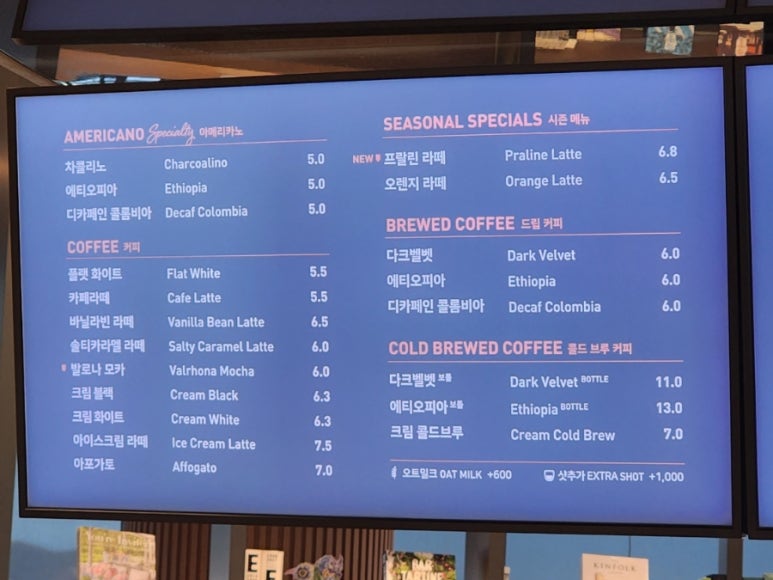 AMERICANO Specialty 아메리카노
차콜리노 Charcoalino 5.0
에티오피아 Ethiopia 5.0
디카페인 콜롬비아 Decaf Colombia 5.0
COFFEE 커피
플랫 화이트 Flat White 5.5
카페라떼 Cafe Latte 5.5
바닐라빈 라떼 Vanilla Bean Latte 6.5
솔티카라멜 라떼 Salty Caramel Latte 6.0
발로나 모카 Valrhona Mocha 6.0
크림 블랙 Cream Black 6.3
크림 화이트 Cream White 6.3
아이스크림 라떼 Ice Cream Latte 7.5
아포가토 Affogato 7.0
SEASONAL SPECIALS 시즌 메뉴
NEW 프랄린 라떼 Praline Latte 6.8
오렌지 라떼 Orange Latte 6.5
BREWED COFFEE 드립 커피
다크벨벳 Dark Velvet 6.0
에티오피아 Ethiopia 6.0
디카페인 콜롬비아 Decaf Colombia 6.0
COLD BREWED COFFEE 콜드 브루 커피
다크벨벳 보틀 Dark Velvet BOTTLE 11.0
에티오피아 보틀 Ethiopia BOTTLE 13.0
크림 콜드브루 Cream Cold Brew 7.0
오트밀크 OAT MILK +600 샷추가 EXTRA SHOT +1,000
KINFOLK